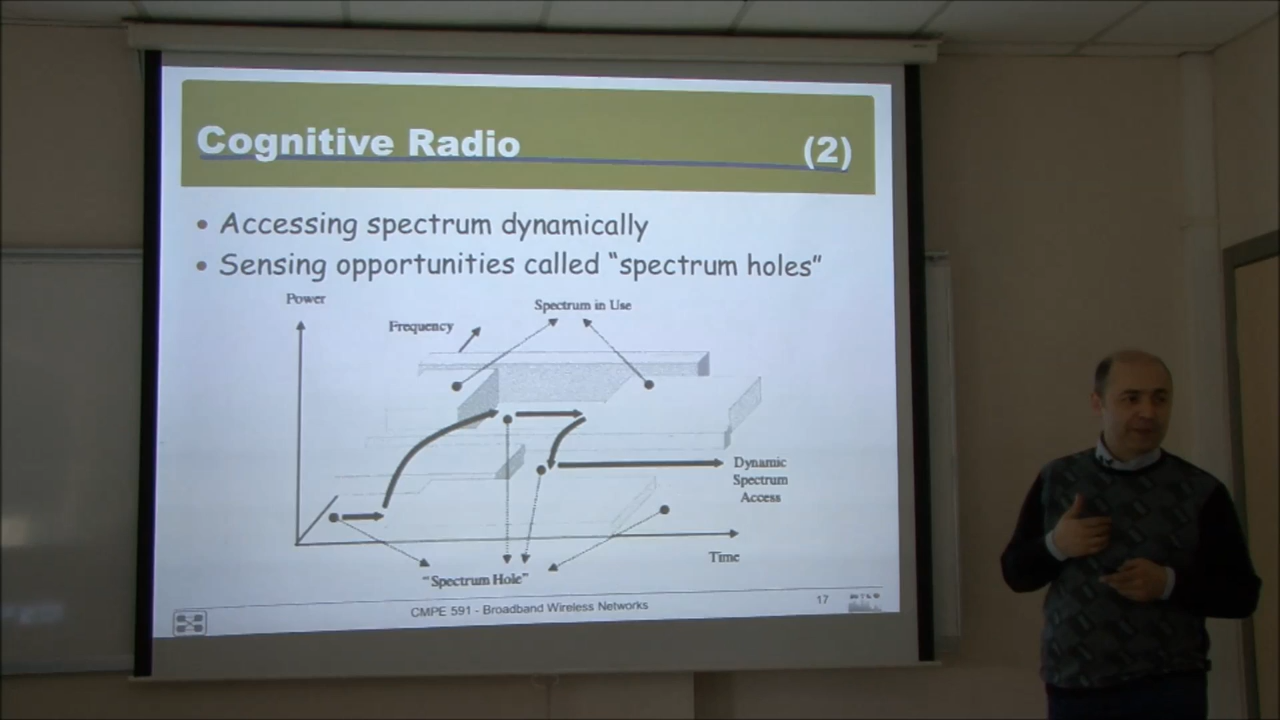 Cognitive Radio (2)
• Accessing spectrum dynamically
• Sensing opportunities called “spectrum holes”
Power
Spectrum in Use
Frequency
Dynamic
Spectrum
Access
Time
“Spectrum Hole”
CMPE 591 - Broadband Wireless Networks 17